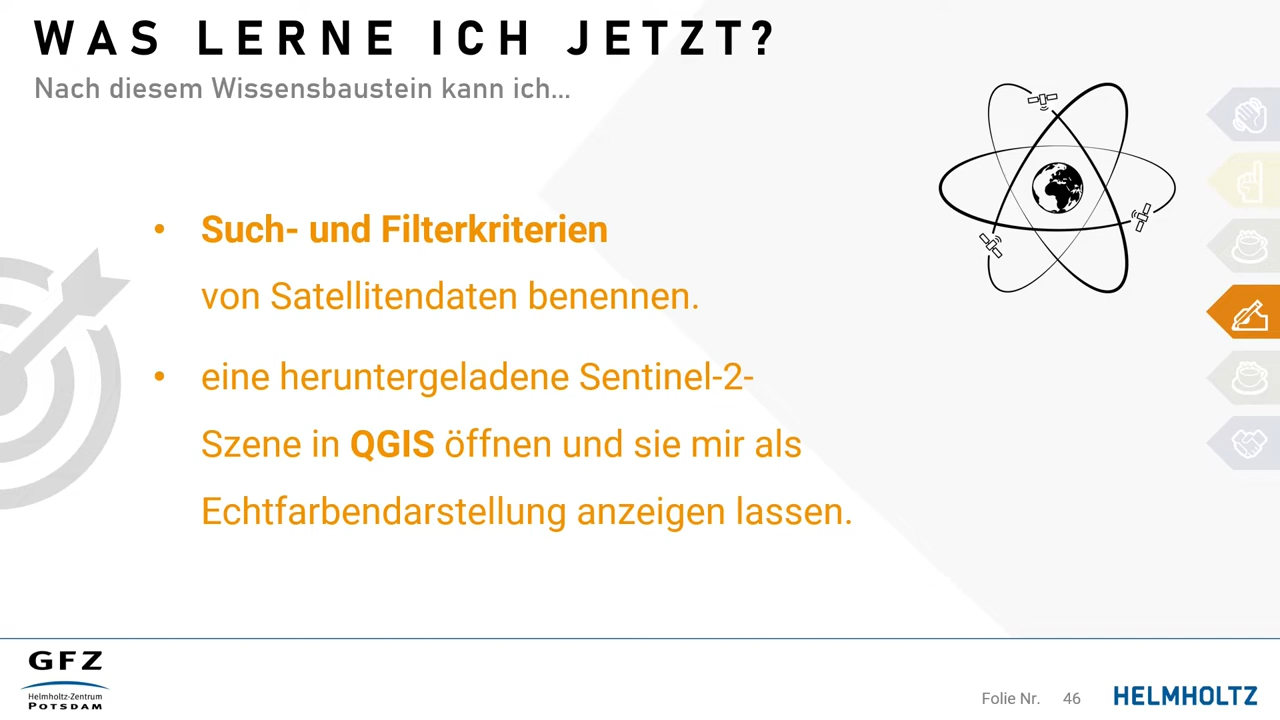 WAS LERNE ICH JETZT?
Nach diesem Wissensbaustein kann ich...
• Such- und Filterkriterien
von Satellitendaten benennen.
• eine heruntergeladene Sentinel-2-
Szene in QGIS öffnen und sie mir als
Echtfarbendarstellung anzeigen lassen.
GFZ
Helmholtz-Zentrum
POTSDAM
Folie Nr. 46
HELMHOLTZ